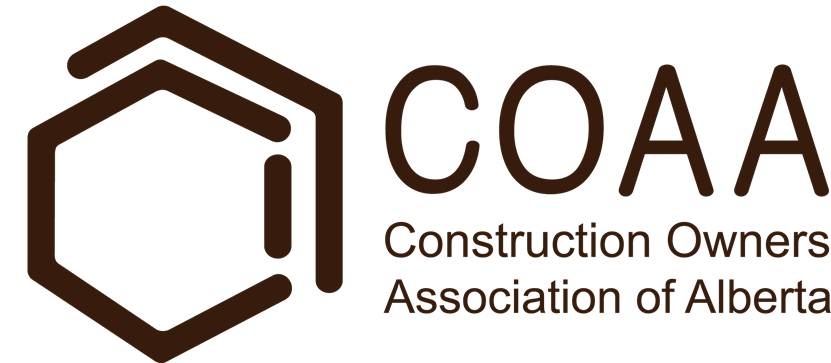 COAA
Construction Owners
Association of Alberta